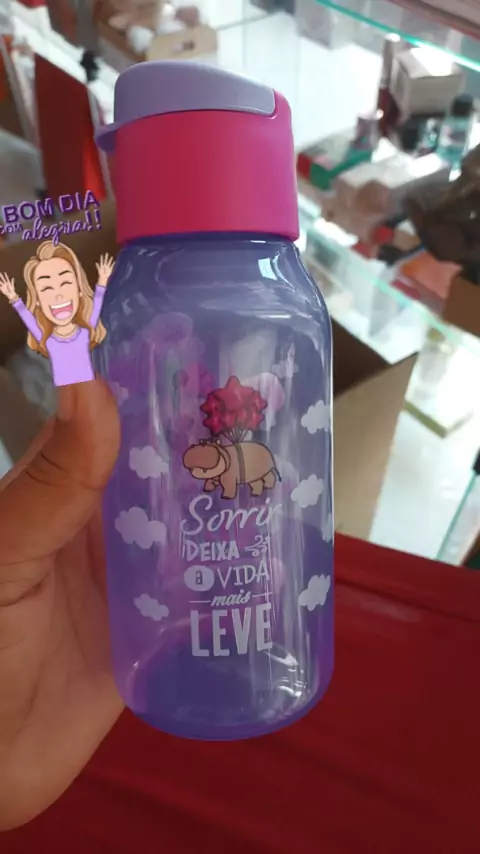 BOM DIA
com alegria!!
Sorrir
DEIXA
a VIDA
mais
LEVE